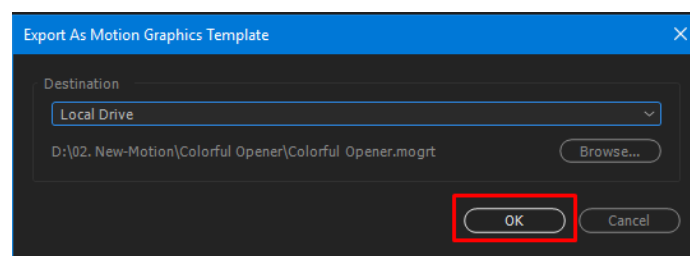 Export As Motion Graphics Template
Destination
Local Drive
D:\02. New-Motion\Colorful Opener\Colorful Opener.mogrt
Browse...
OK
Cancel